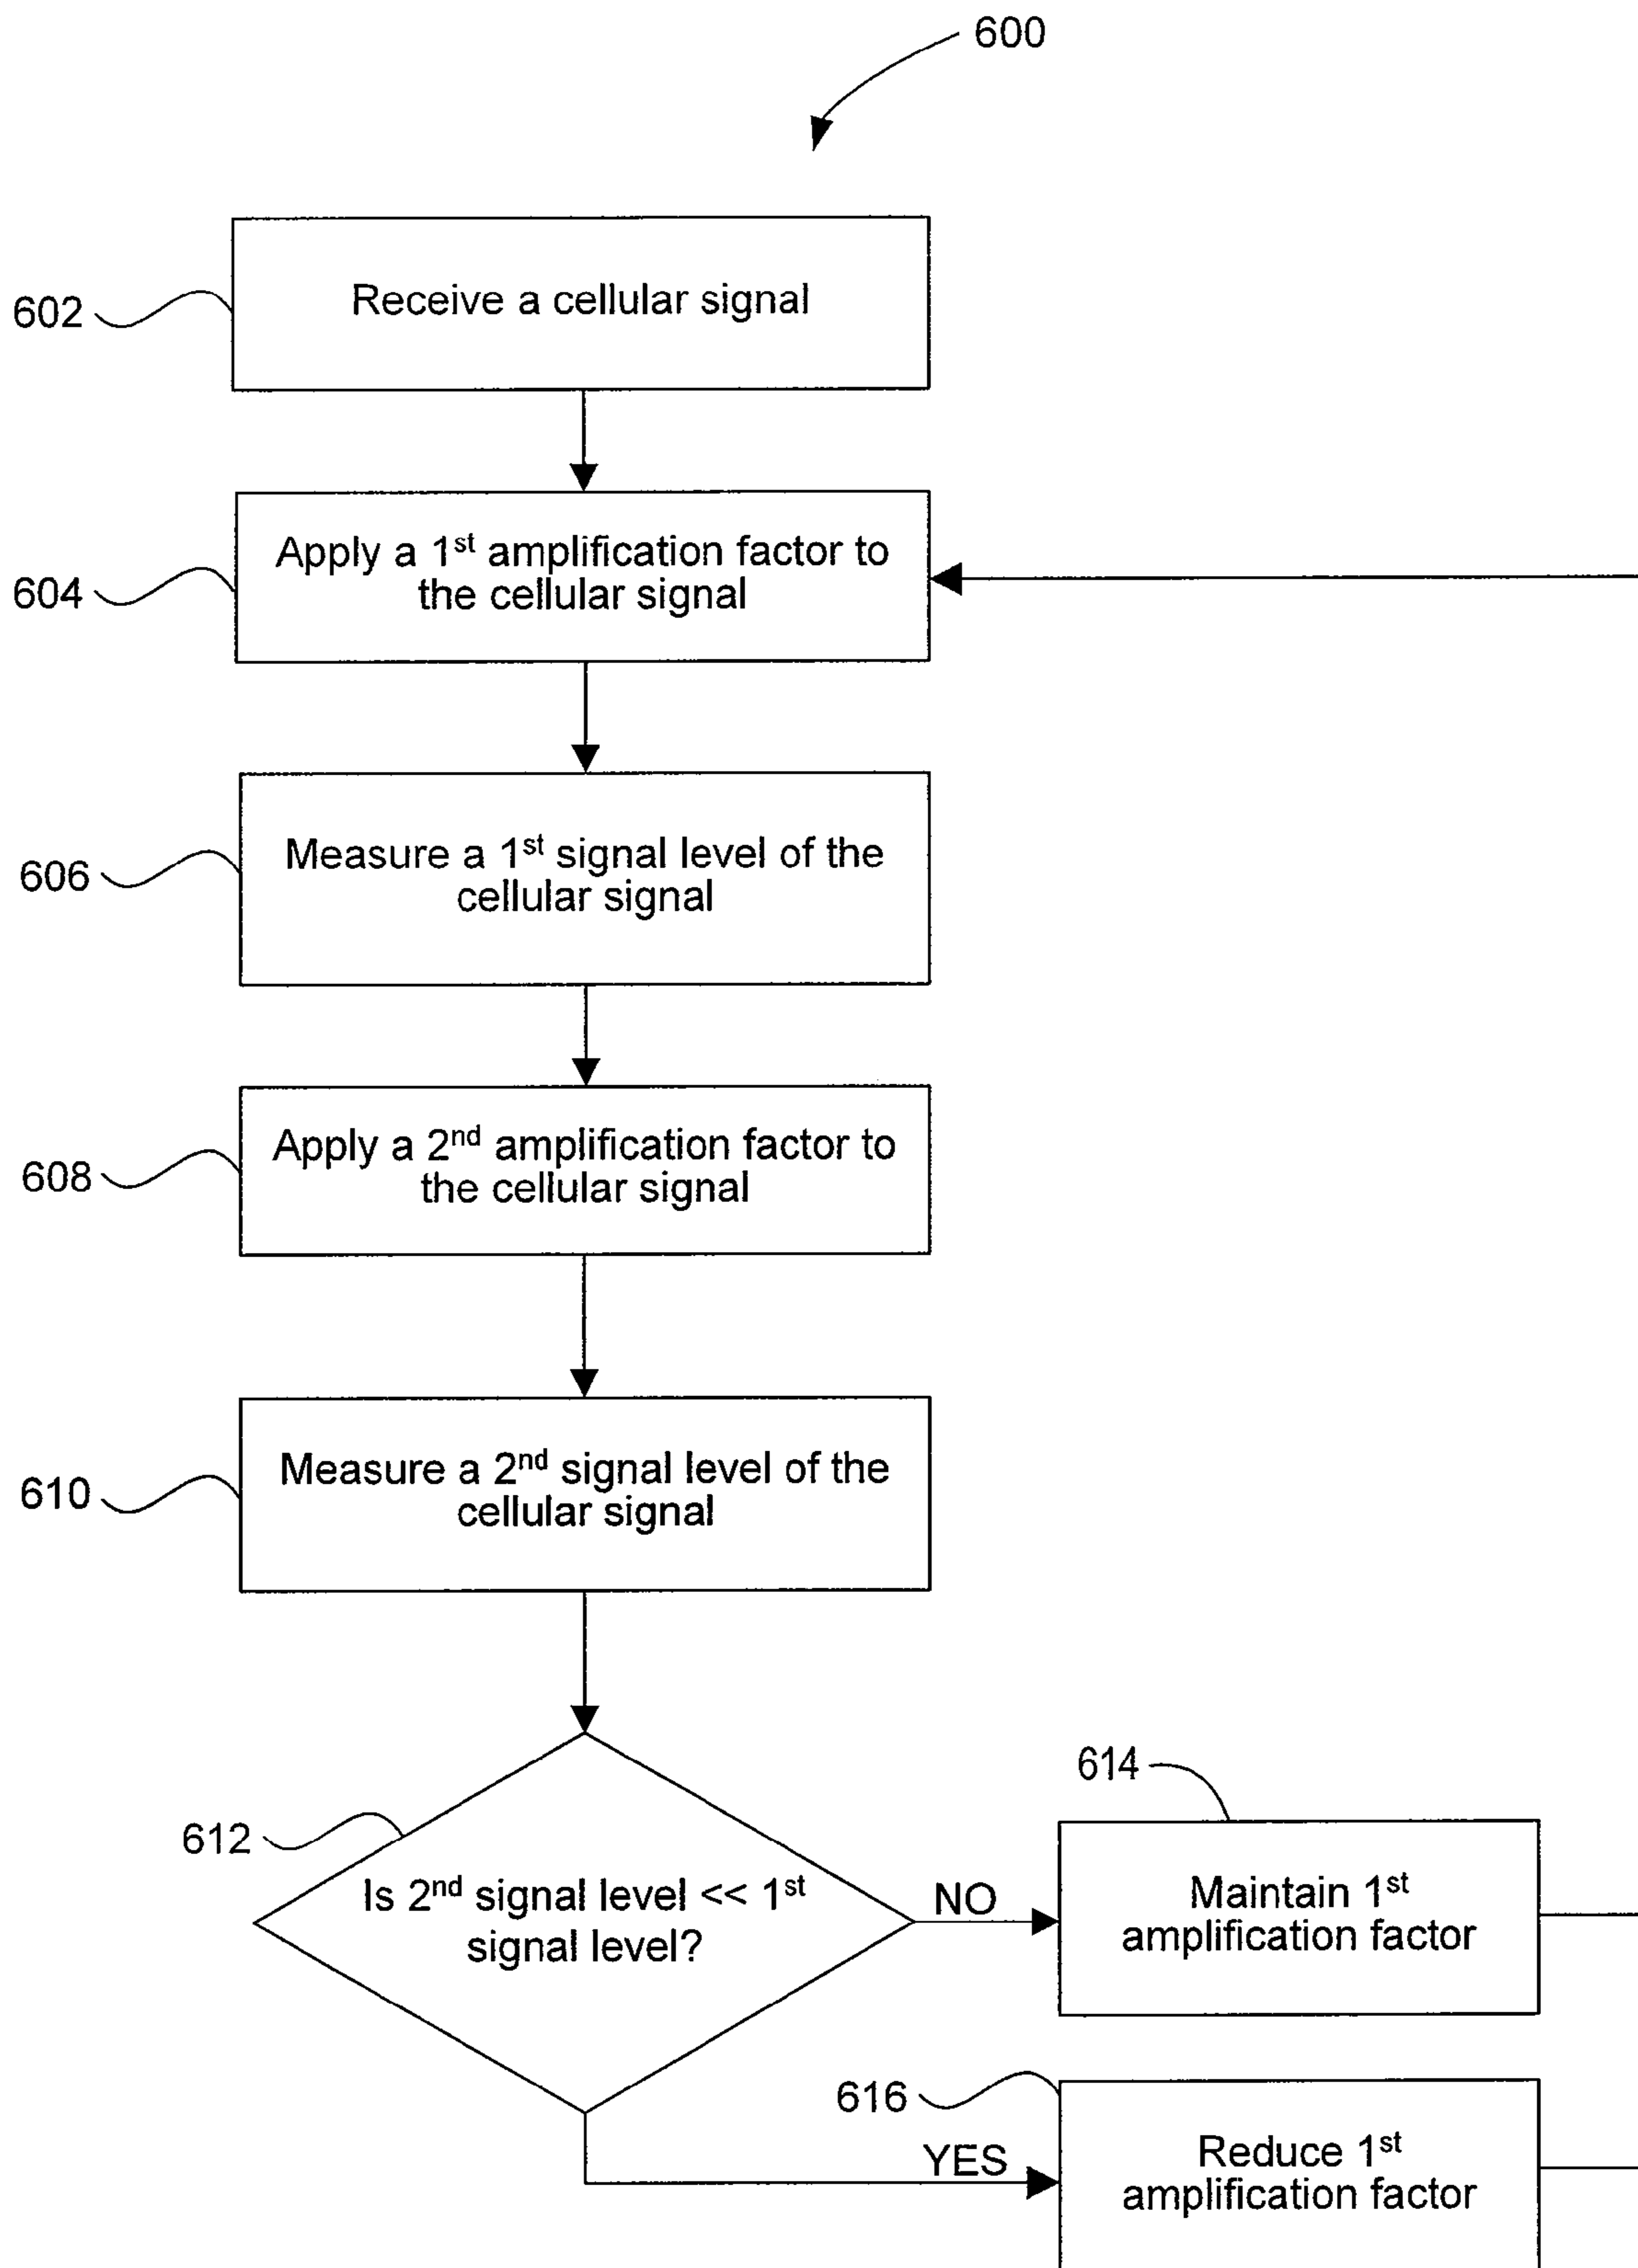 600
602
Receive a cellular signal
604
Apply a 1st amplification factor to
the cellular signal
606
Measure a 1st signal level of the
cellular signal
608
Apply a 2nd amplification factor to
the cellular signal
610
Measure a 2nd signal level of the
cellular signal
612
Is 2nd signal level << 1st
signal level?
NO
614
Maintain 1st
amplification factor
YES
616
Reduce 1st
amplification factor